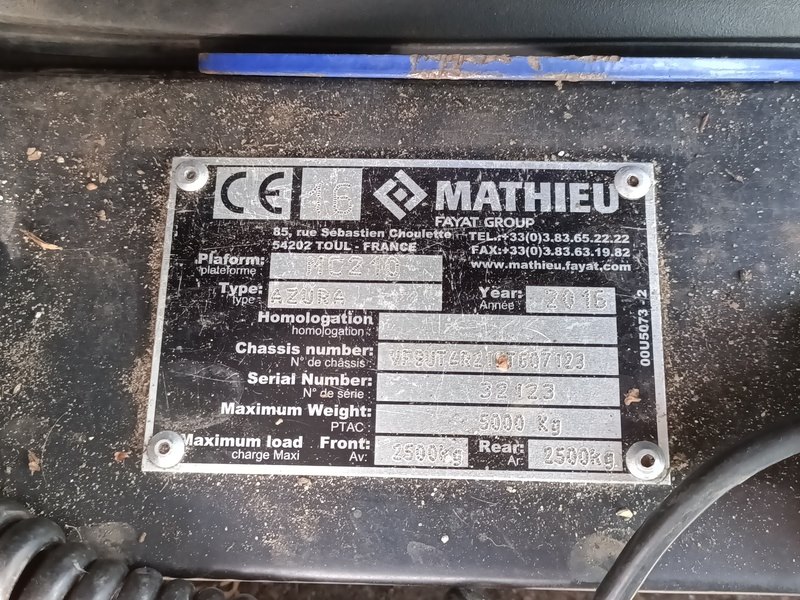 CE 16 MATHIEU
FAYAT GROUP
85, rue Sébastien Choulette TEL.:+33(0)3.83.65.22.22
54202 TOUL - FRANCE FAX:+33(0)3.83.63.19.82
www.mathieu.fayat.com
Plaform: MC210
plateforme
Type: AZURA Year: 2016
Type : Année :
Homologation
homologation :
Chassis number:
N° de châssis :
Serial Number: 32123
N° de série :
Maximum Weight: 5000 Kg
PTAC :
Maximum load Front: 2500kg Rear: 2500kg
charge Maxi Av: Ar:
00U5073 -2